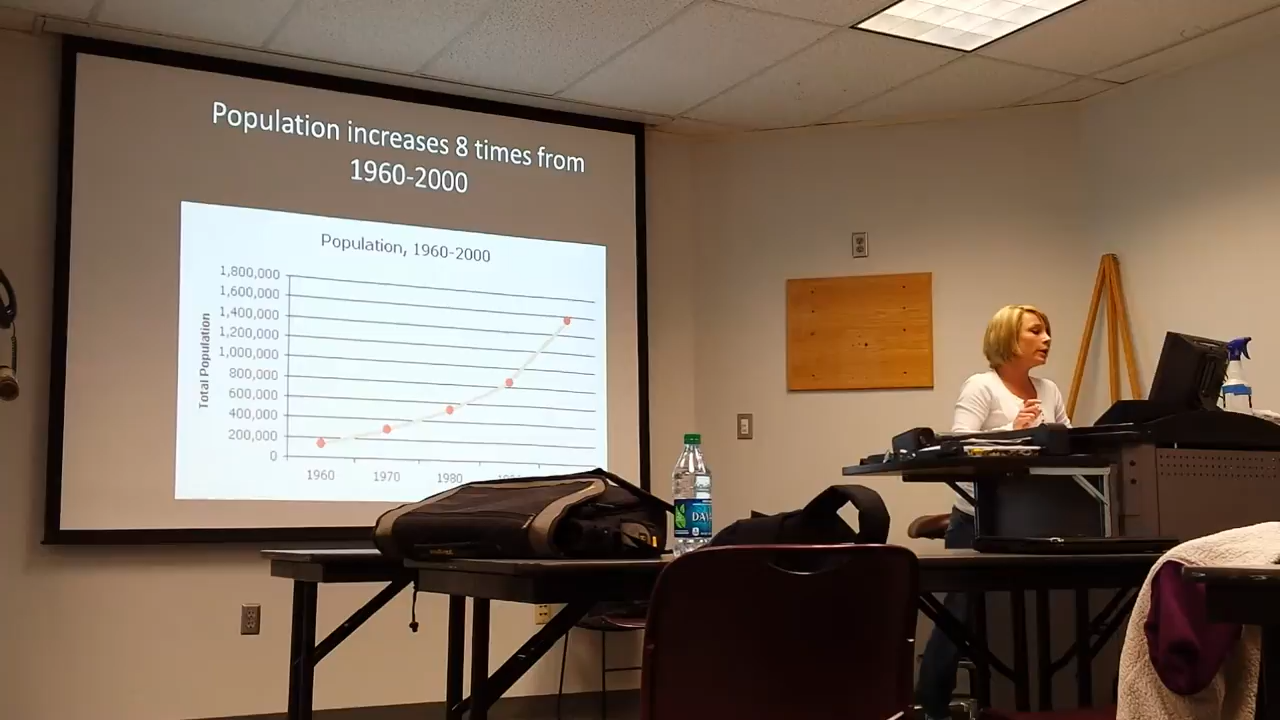 Population increases 8 times from
1960-2000
Population, 1960-2000
Total Population
1,800,000
1,600,000
1,400,000
1,200,000
1,000,000
800,000
600,000
400,000
200,000
0
1960 1970 1980
DA